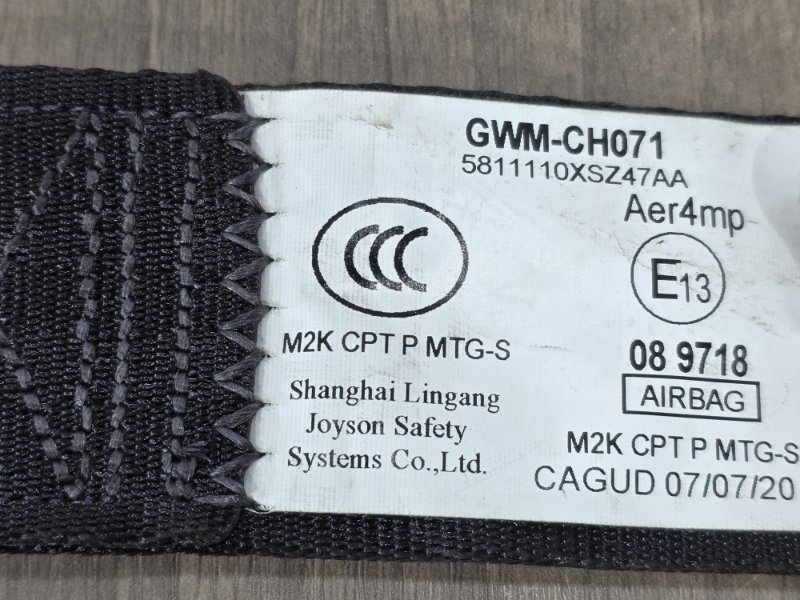 GWM-CH071
5811110XSZ47AA
Aer4mp
CCC
E13
M2K CPT P MTG-S
08 9718
AIRBAG
Shanghai Lingang
Joyson Safety
Systems Co.,Ltd.
M2K CPT P MTG-S
CAGUD 07/07/20